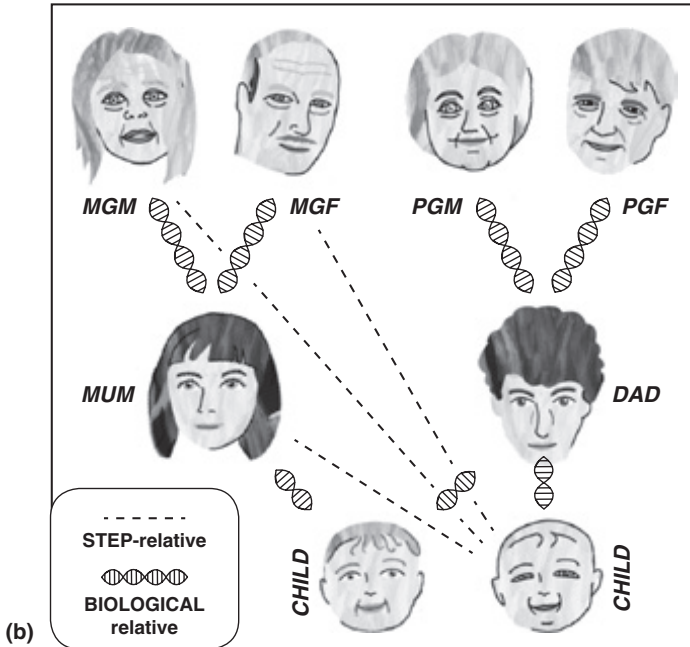 MGM MGF PGM PGF
MUM DAD
STEP-relative
BIOLOGICAL
relative
CHILD
CHILD
(b)